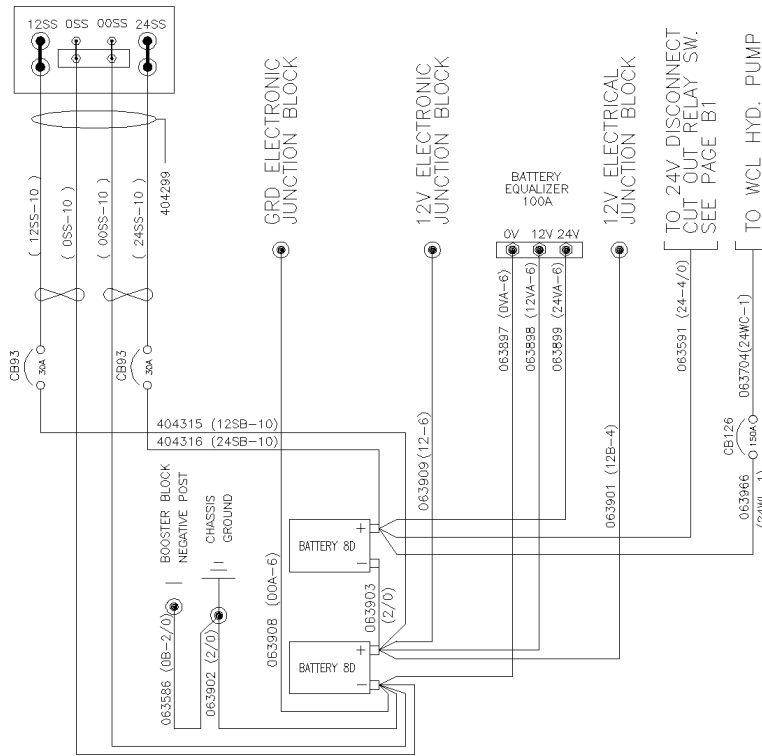 12SS 0SS 00SS 24SS
404299
( 12SS-10 )
( 0SS-10 )
( 00SS-10 )
( 24SS-10 )
CB93
30A
CB93
30A
GRD ELECTRONIC
JUNCTION BLOCK
12V ELECTRONIC
JUNCTION BLOCK
BATTERY
EQUALIZER
100A
0V 12V 24V
12V ELECTRICAL
JUNCTION BLOCK
TO 24V DISCONNECT
CUT OUT RELAY SW.
SEE PAGE B1
TO WCL HYD. PUMP
063897 (0VA-6)
063898 (12VA-6)
063899 (24VA-6)
063591 (24-4/0)
063704(24WC-1)
CB126
150A
063966
(24WL-1)
404315 (12SB-10)
404316 (24SB-10)
063909(12-6)
063901 (12B-4)
BOOSTER BLOCK
NEGATIVE POST
CHASSIS
GROUND
+
BATTERY 8D
-
063903
(2/0)
063908 (00A-6)
+
BATTERY 8D
-
063586 (0B-2/0)
063902 (2/0)